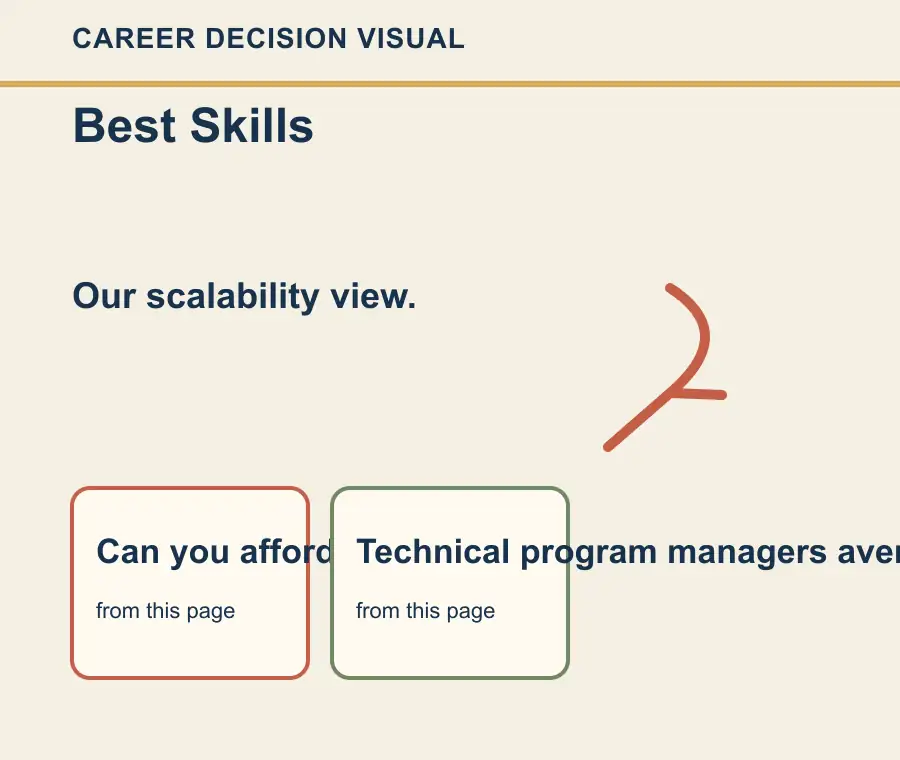 CAREER DECISION VISUAL
Best Skills
Our scalability view.
Can you afford
Technical program managers
from this page
from this page